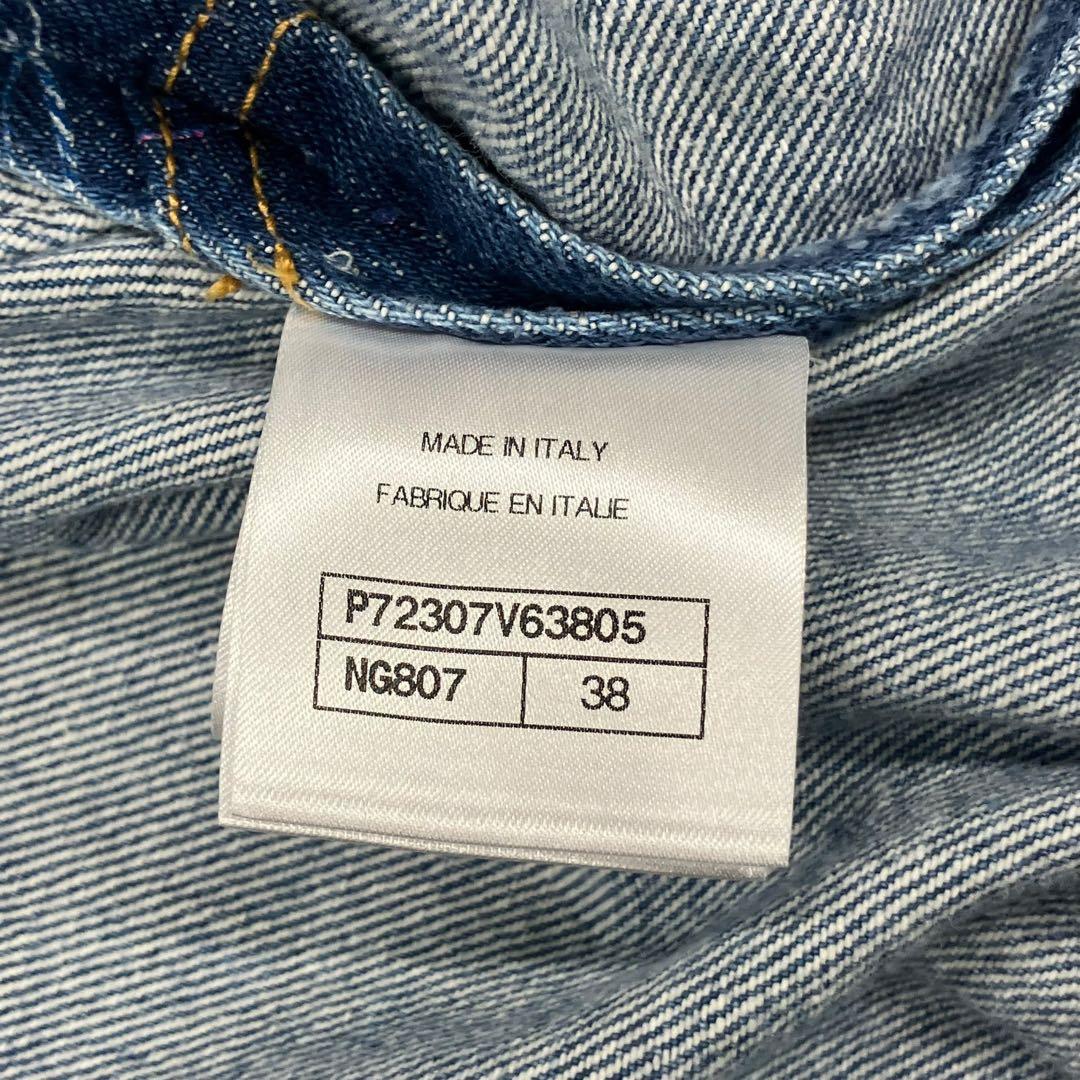 MADE IN ITALY
FABRIQUE EN ITALIE
P72307V63805
NG807 38